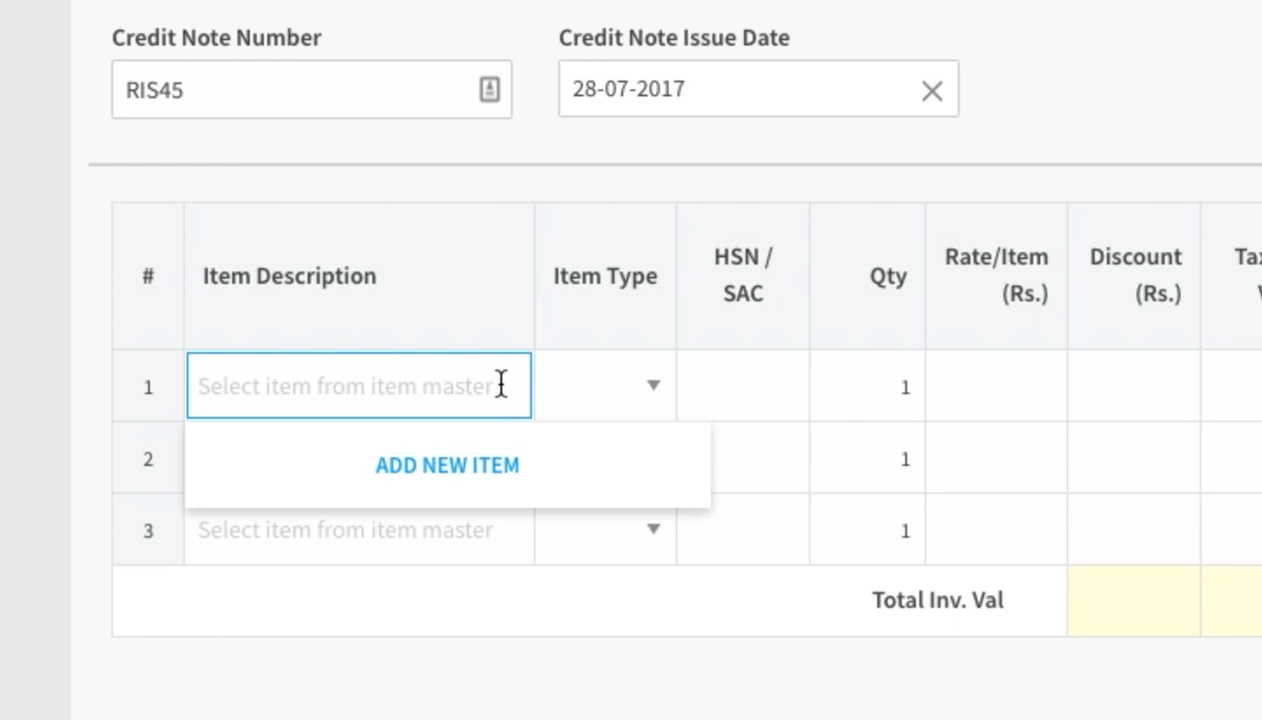 Credit Note Number
Credit Note Issue Date
RIS45
28-07-2017
# Item Description Item Type HSN / SAC Qty Rate/Item (Rs.) Discount (Rs.)
1 Select item from item master 1
ADD NEW ITEM
2 1
3 Select item from item master 1
Total Inv. Val